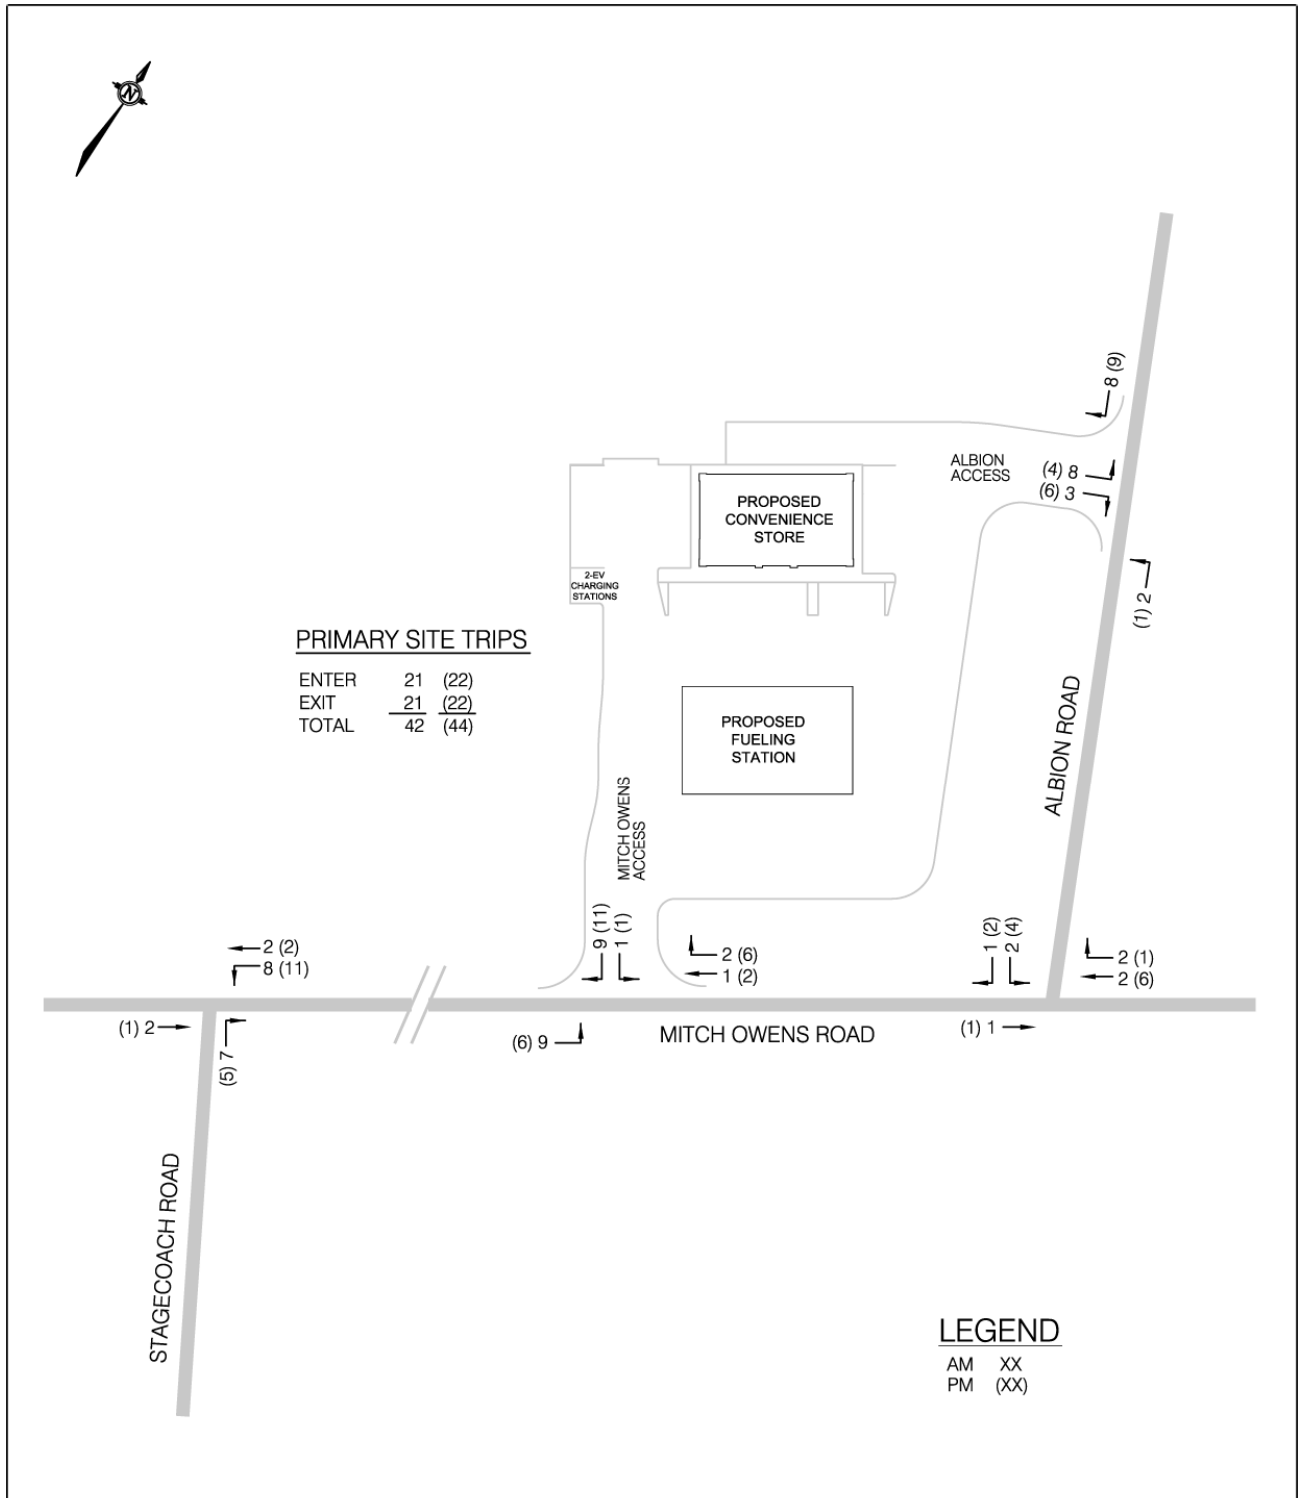 N
8 (9)
ALBION
ACCESS
(4) 8
(6) 3
PROPOSED
CONVENIENCE
STORE
2-EV
CHARGING
STATIONS
(1) 2
PRIMARY SITE TRIPS
ENTER 21 (22)
EXIT 21 (22)
TOTAL 42 (44)
PROPOSED
FUELING
STATION
ALBION ROAD
MITCH OWENS
ACCESS
9 (11)
1 (1)
2 (6)
1 (2)
1 (2)
2 (4)
2 (1)
2 (6)
2 (2)
8 (11)
(1) 2
(5) 7
(6) 9
MITCH OWENS ROAD
(1) 1
STAGECOACH ROAD
LEGEND
AM XX
PM (XX)